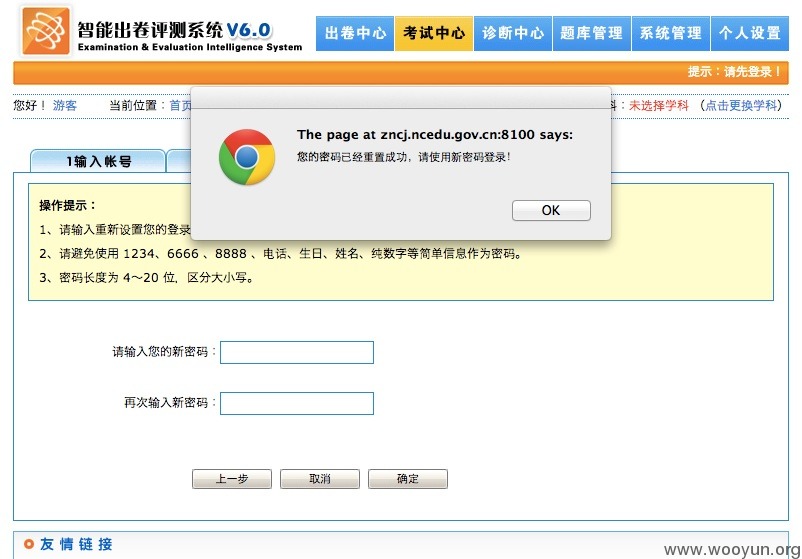 智能出卷评测系统 V6.0
Examination & Evaluation Intelligence System
出卷中心 考试中心 诊断中心 题库管理 系统管理 个人设置
提示：请先登录！
您好！ 游客 当前位置：首页 科：未选择学科 （点击更换学科）
The page at zncj.ncedu.gov.cn:8100 says:
您的密码已经重置成功，请使用新密码登录！
OK
1输入帐号
操作提示：
1、请输入重新设置您的登录
2、请避免使用 1234、6666 、8888 、电话、生日、姓名、纯数字等简单信息作为密码。
3、密码长度为 4～20 位，区分大小写。
请输入您的新密码：
再次输入新密码：
上一步 取消 确定
友情链接
www.wooyun.org